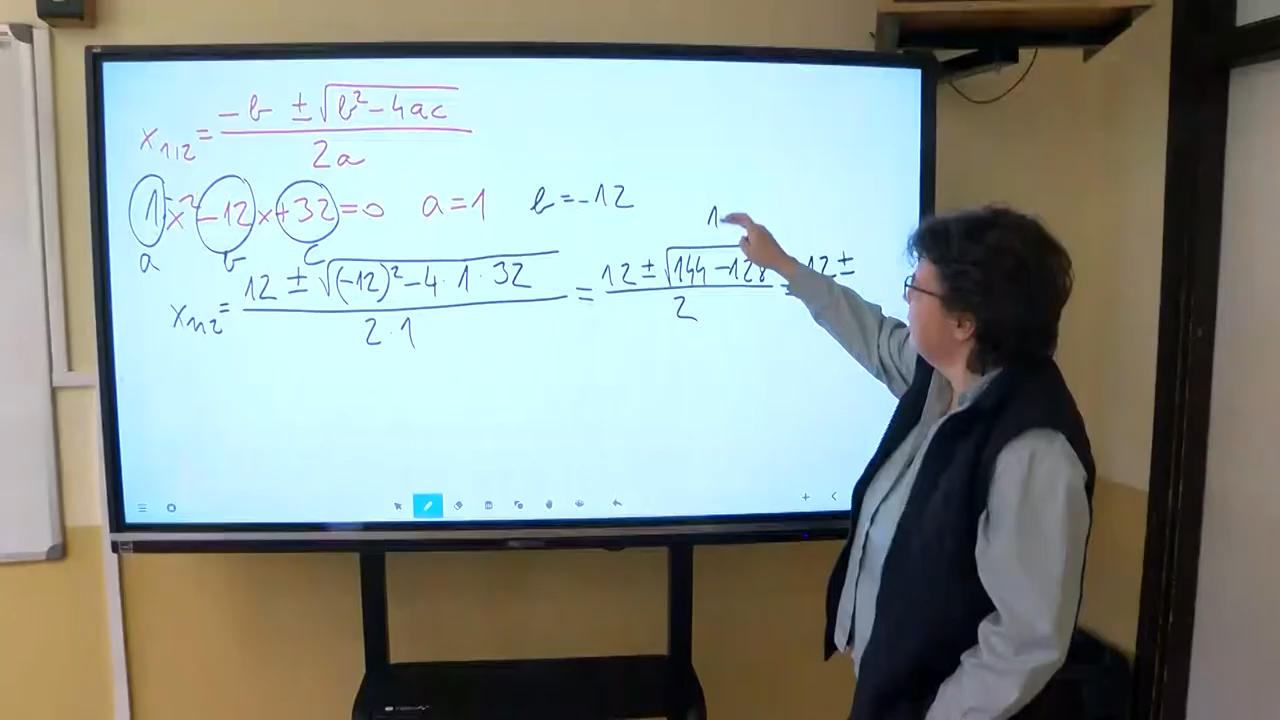 x₁,₂ = (-b ± √(b² - 4ac)) / 2a
1x² -12x +32 = 0 a = 1 b = -12
a b c
1
x₁,₂ = (12 ± √((-12)² - 4 · 1 · 32)) / (2 · 1) = (12 ± √(144 - 128)) / 2 = 12 ±